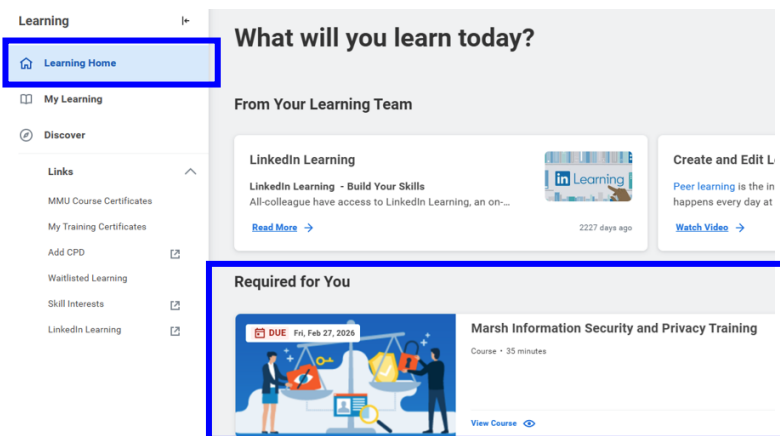 Learning
Learning Home
My Learning
Discover
Links
MMU Course Certificates
My Training Certificates
Add CPD
Waitlisted Learning
Skill Interests
LinkedIn Learning
What will you learn today?
From Your Learning Team
LinkedIn Learning
LinkedIn Learning - Build Your Skills
All-colleague have access to LinkedIn Learning, an on-...
Read More
2227 days ago
in Learning
Create and Edit L
Peer learning is the in
happens every day at
Watch Video
Required for You
DUE Fri, Feb 27, 2026
Marsh Information Security and Privacy Training
Course • 35 minutes
View Course